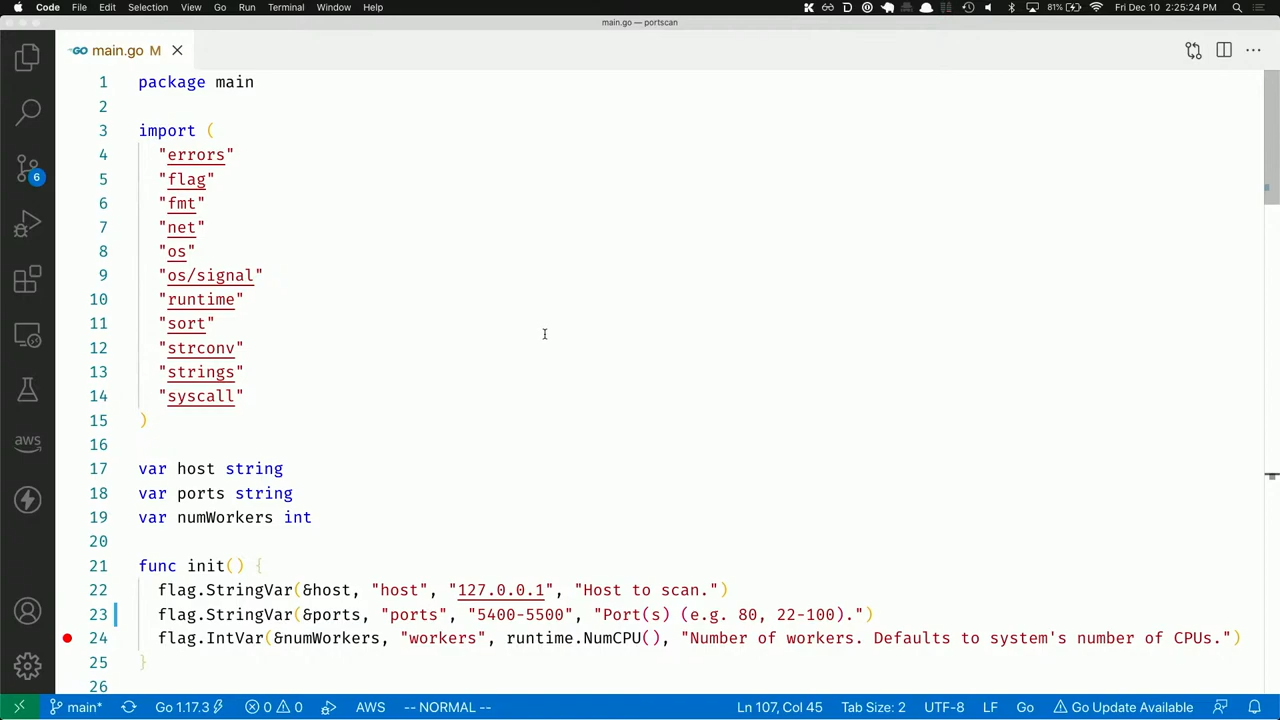 Code File Edit Selection View Go Run Terminal Window Help 81% Fri Dec 10 2:25:24 PM
main.go — portscan
GO main.go M
1 package main
2
3 import (
4 "errors"
5 "flag"
6 "fmt"
7 "net"
8 "os"
9 "os/signal"
10 "runtime"
11 "sort"
12 "strconv"
13 "strings"
14 "syscall"
15 )
16
17 var host string
18 var ports string
19 var numWorkers int
20
21 func init() {
22 flag.StringVar(&host, "host", "127.0.0.1", "Host to scan.")
23 flag.StringVar(&ports, "ports", "5400-5500", "Port(s) (e.g. 80, 22-100).")
24 flag.IntVar(&numWorkers, "workers", runtime.NumCPU(), "Number of workers. Defaults to system's number of CPUs.")
25 }
26
6
aws
main* Go 1.17.3 0 0 AWS -- NORMAL -- Ln 107, Col 45 Tab Size: 2 UTF-8 LF Go Go Update Available